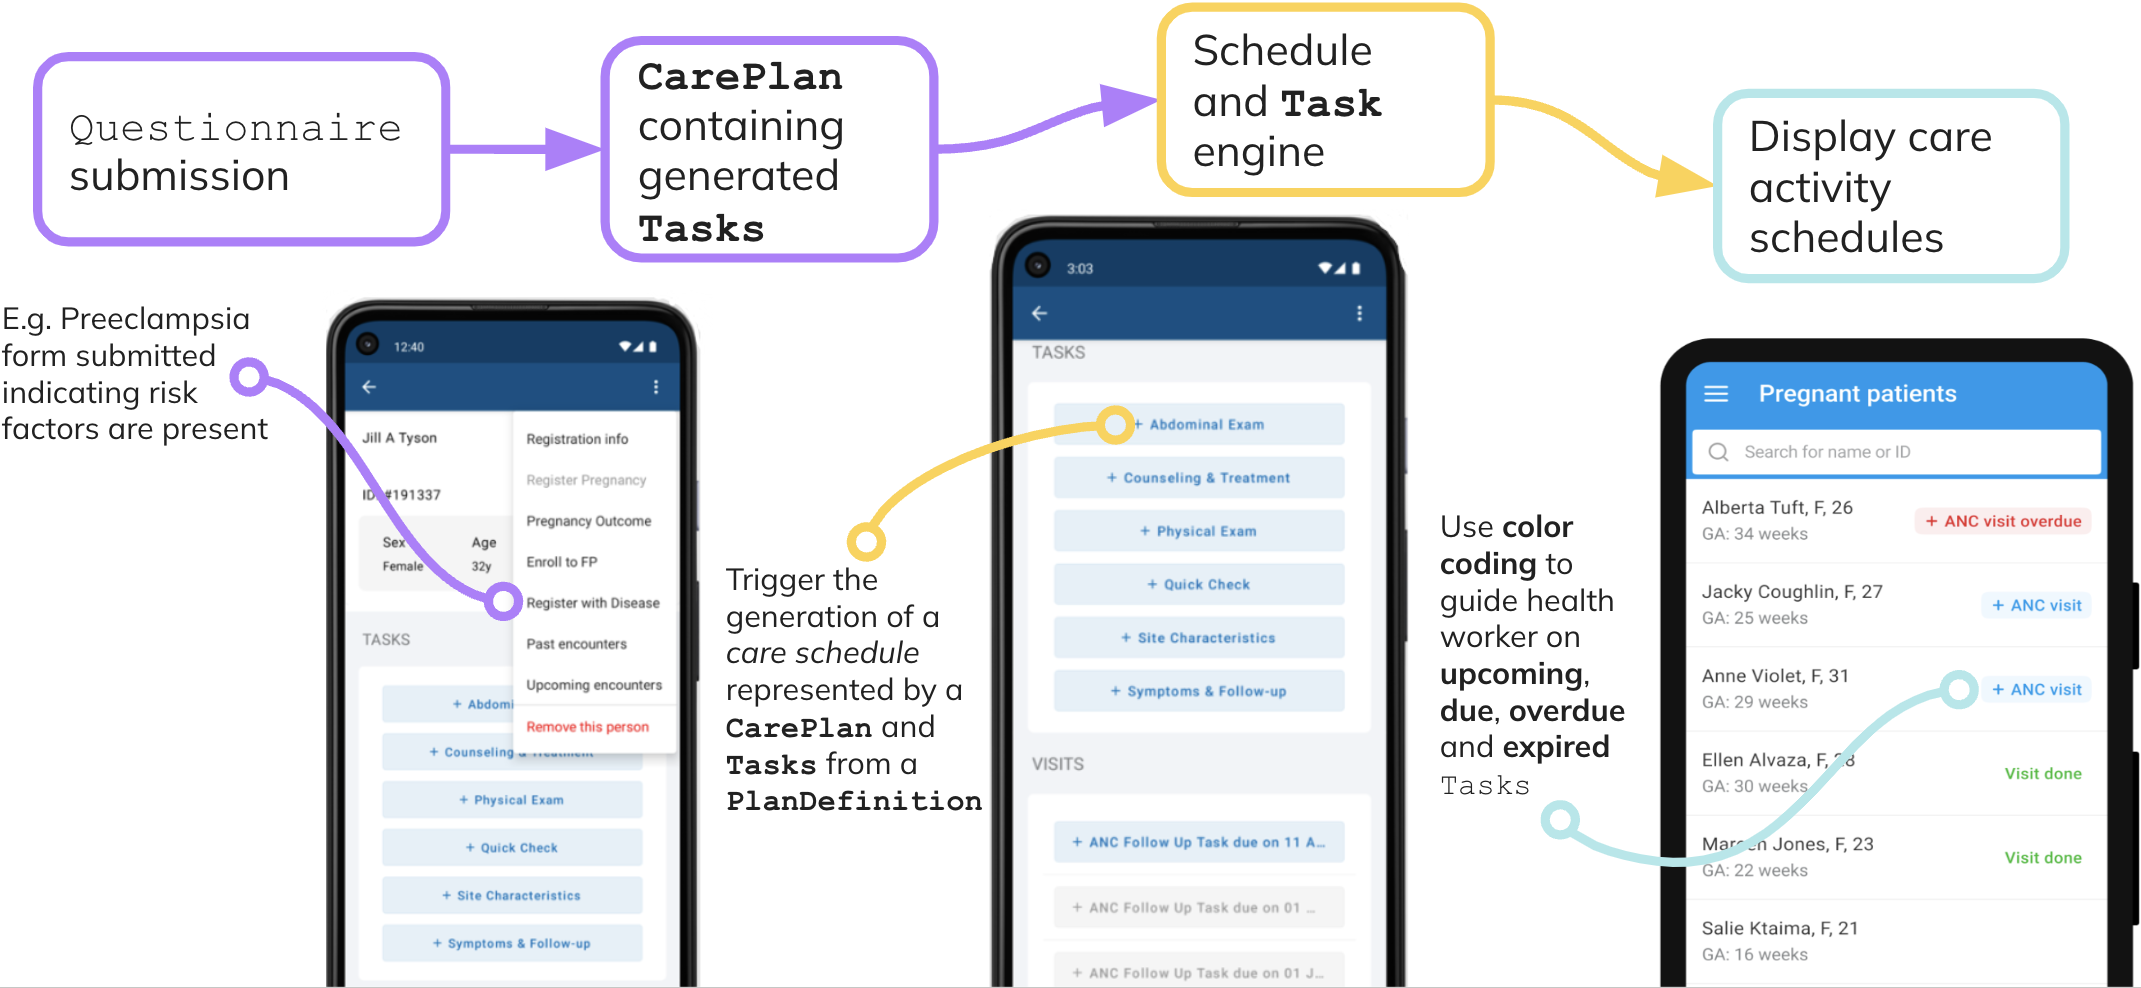 Questionnaire
submission
CarePlan
containing
generated
Tasks
Schedule
and Task
engine
Display care
activity
schedules
E.g. Preeclampsia
form submitted
indicating risk
factors are present
12:40
Jill A Tyson
ID: #191337
Sex
Age
Female
32y
TASKS
+ Abdomi
+ Counseling & Treatment
+ Physical Exam
+ Quick Check
+ Site Characteristics
+ Symptoms & Follow-up
Registration info
Register Pregnancy
Pregnancy Outcome
Enroll to FP
Register with Disease
Past encounters
Upcoming encounters
Remove this person
Trigger the
generation of a
care schedule
represented by a
CarePlan and
Tasks from a
PlanDefinition
3:03
TASKS
+ Abdominal Exam
+ Counseling & Treatment
+ Physical Exam
+ Quick Check
+ Site Characteristics
+ Symptoms & Follow-up
VISITS
+ ANC Follow Up Task due on 11 A...
+ ANC Follow Up Task due on 01 ...
+ ANC Follow Up Task due on 01 J...
Use color
coding to
guide health
worker on
upcoming,
due, overdue
and expired
Tasks
Pregnant patients
Search for name or ID
Alberta Tuft, F, 26
GA: 34 weeks
+ ANC visit overdue
Jacky Coughlin, F, 27
GA: 25 weeks
+ ANC visit
Anne Violet, F, 31
GA: 29 weeks
+ ANC visit
Ellen Alvaza, F, 28
GA: 30 weeks
Visit done
Mareen Jones, F, 23
GA: 22 weeks
Visit done
Salie Ktaima, F, 21
GA: 16 weeks